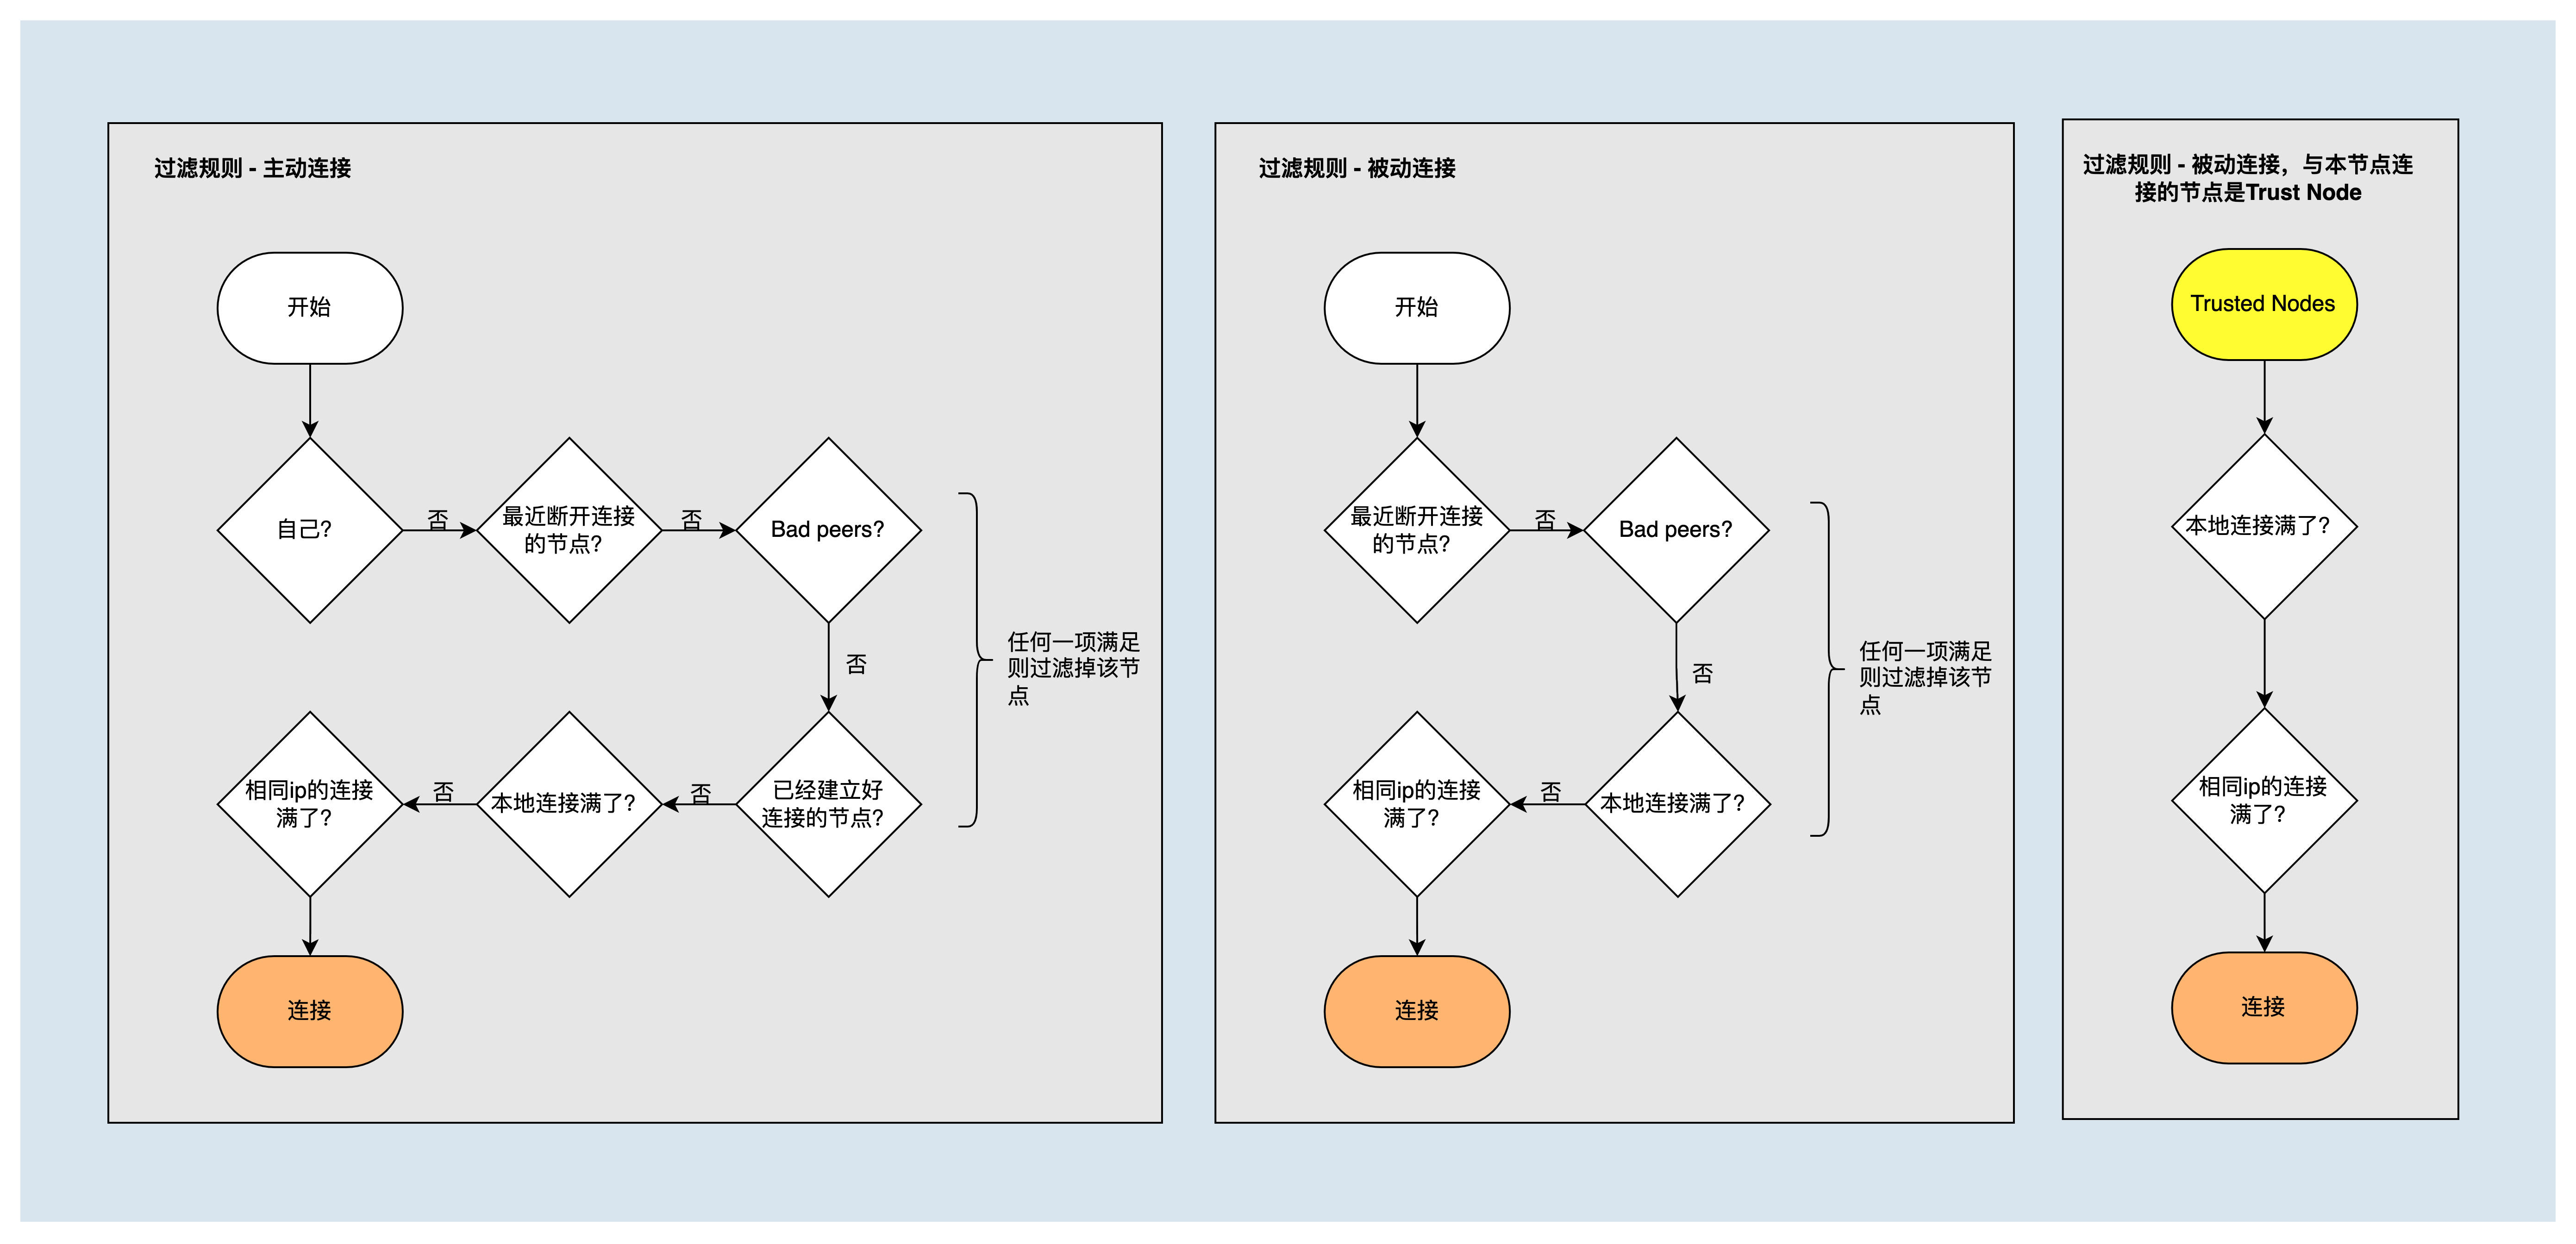 过滤规则 - 主动连接
开始
自己?
否
最近断开连接
的节点?
否
Bad peers?
否
已经建立好
连接的节点?
否
本地连接满了?
否
相同ip的连接
满了?
连接
任何一项满足
则过滤掉该节
点
过滤规则 - 被动连接
开始
最近断开连接
的节点?
否
Bad peers?
否
本地连接满了?
否
相同ip的连接
满了?
连接
任何一项满足
则过滤掉该节
点
过滤规则 - 被动连接，与本节点连
接的节点是Trust Node
Trusted Nodes
本地连接满了?
相同ip的连接
满了?
连接